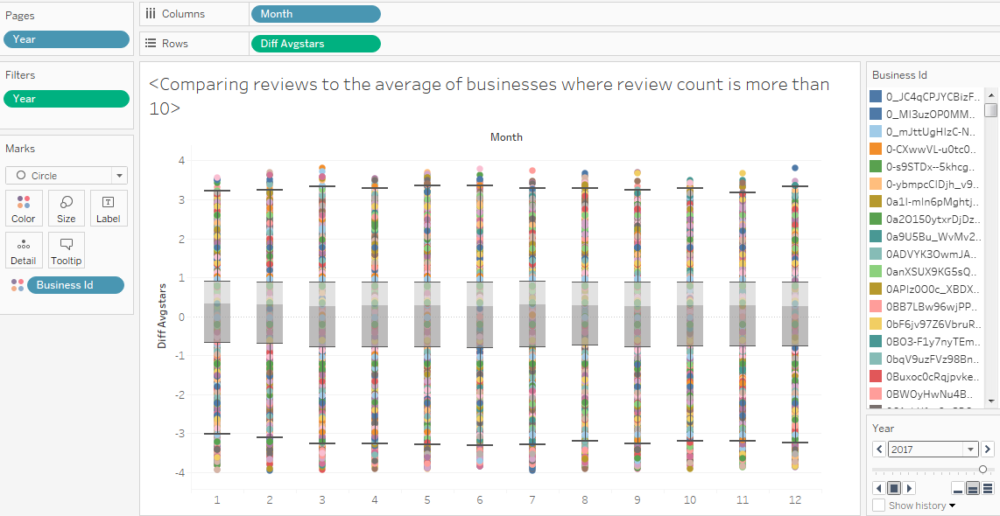 Pages
Year
Filters
Year
Marks
Circle
Color
Size
Label
Detail
Tooltip
Business Id
Columns
Month
Rows
Diff Avgstars
<Comparing reviews to the average of businesses where review count is more than
10>
Month
Diff Avgstars
4
3
2
1
0
-1
-2
-3
-4
1 2 3 4 5 6 7 8 9 10 11 12
Business Id
0_JC4qCPJYCBizF..
0_MI3uzOP0MM..
0_mJttUgHIzC-N..
0-CXwwVL-u0tc0..
0-s9STDx--5khcg..
0-ybmpcCIDjh_v9..
0a1I-mIn6pMghtj..
0a2O150ytxrDjDz..
0a9U5Bu_WvMv2..
0ADVYK3OwmJA..
0anXSUX9KG5sQ..
0APIz0O0c_XBDX..
0BB7LBw96wjPP..
0bF6jv97Z6VbruR..
0BO3-F1y7nyTEm..
0bqV9uzFVz98Bn..
0Buxoc0cRqjpvke..
0BWOyHwNu4B..
Year
2017
Show history